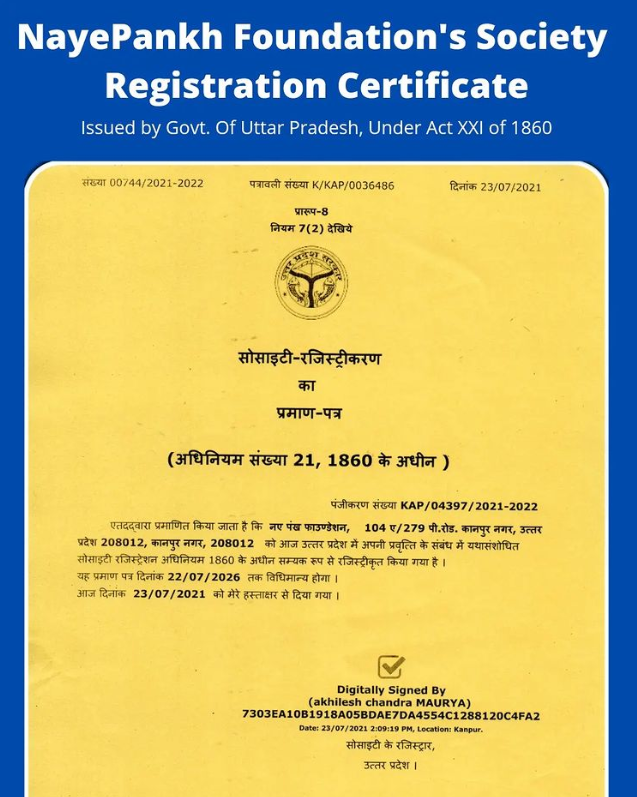 NayePankh Foundation's Society
Registration Certificate
Issued by Govt. Of Uttar Pradesh, Under Act XXI of 1860
संख्या 00744/2021-2022 पत्रावली संख्या K/KAP/0036486 दिनांक 23/07/2021
प्रारूप-8
नियम 7(2) देखिये
उत्तर प्रदेश सरकार
सोसाइटी-रजिस्ट्रीकरण
का
प्रमाण-पत्र
(अधिनियम संख्या 21, 1860 के अधीन )
पंजीकरण संख्या KAP/04397/2021-2022
एतदद्वारा प्रमाणित किया जाता है कि नए पंख फाउण्डेशन, 104 ए/279 पी.रोड. कानपुर नगर, उत्तर
प्रदेश 208012, कानपुर नगर, 208012 को आज उत्तर प्रदेश में अपनी प्रवृत्ति के संबंध में यथासंशोधित
सोसाइटी रजिस्ट्रेशन अधिनियम 1860 के अधीन सम्यक रूप से रजिस्ट्रीकृत किया गया है ।
यह प्रमाण पत्र दिनांक 22/07/2026 तक विधिमान्य होगा ।
आज दिनांक 23/07/2021 को मेरे हस्ताक्षर से दिया गया ।
Digitally Signed By
(akhilesh chandra MAURYA)
7303EA10B1918A05BDAE7DA4554C1288120C4FA2
Date: 23/07/2021 2:09:19 PM, Location: Kanpur.
सोसाइटी के रजिस्ट्रार,
उत्तर प्रदेश ।